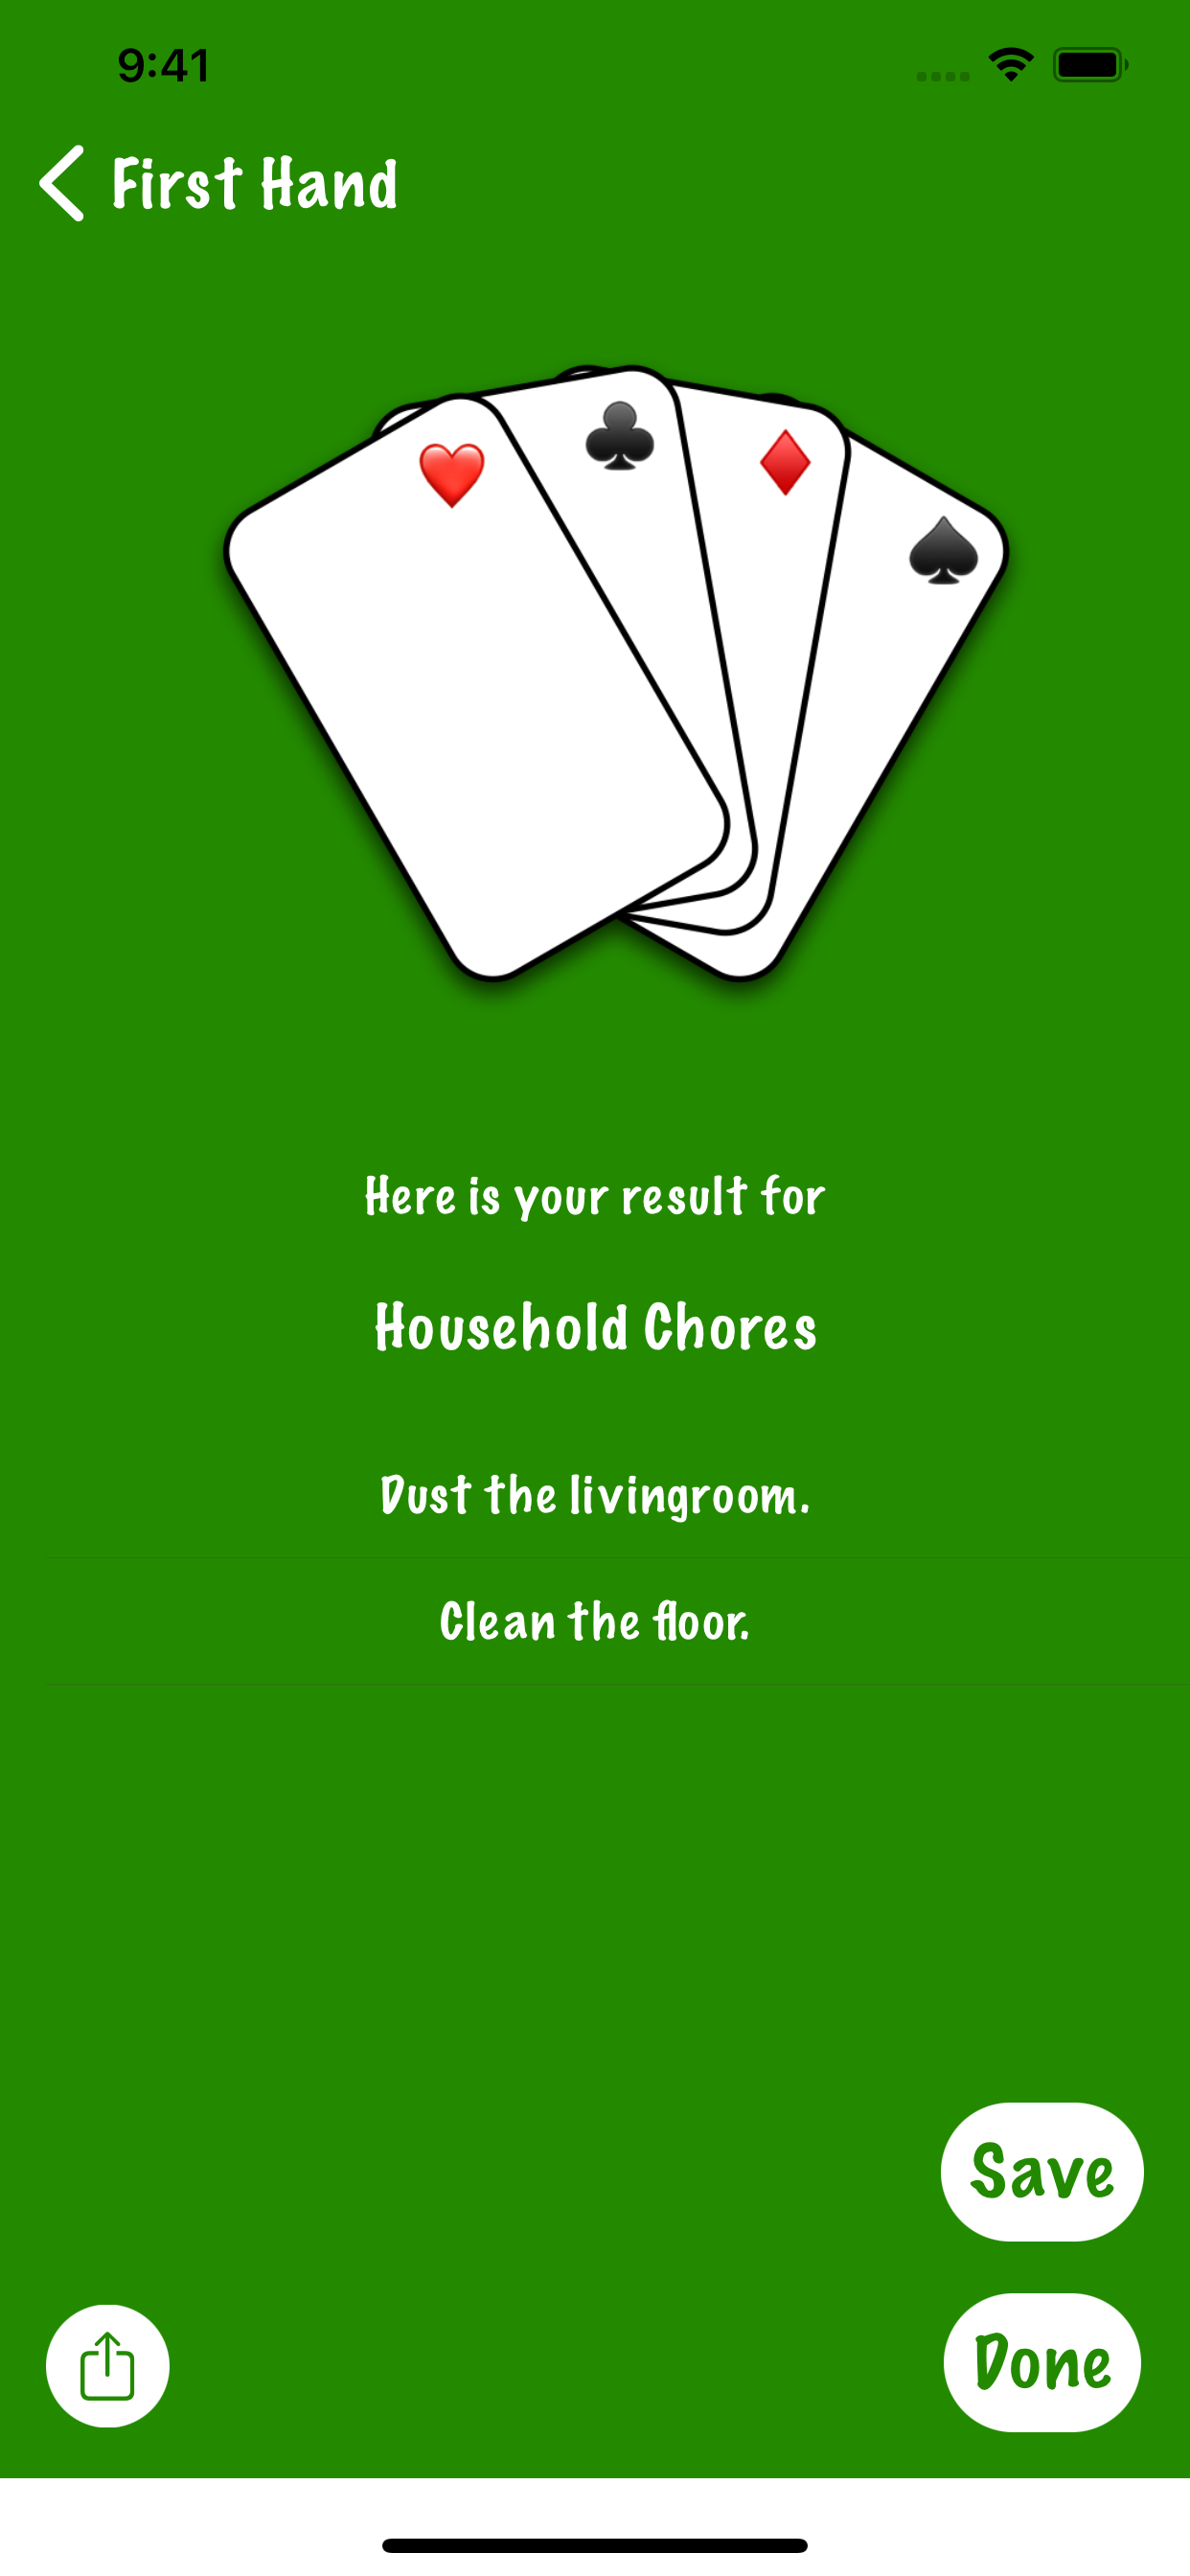 9:41
First Hand
Here is your result for
Household Chores
Dust the livingroom.
Clean the floor.
Save
Done